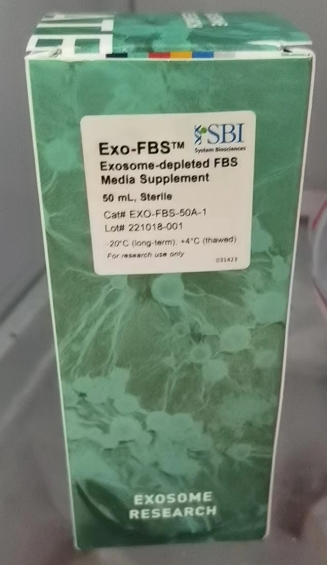 Exo-FBS™
SBI
System Biosciences
Exosome-depleted FBS
Media Supplement
50 mL, Sterile
Cat# EXO-FBS-50A-1
Lot# 221018-001
-20°C (long-term), +4°C (thawed)
For research use only
031423
EXOSOME
RESEARCH